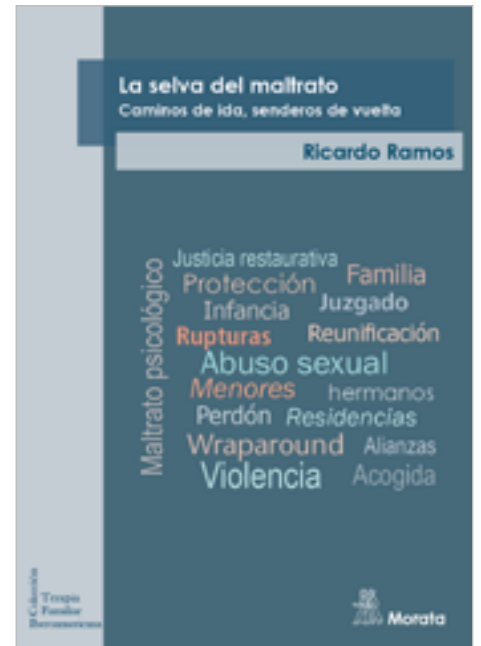 La selva del maltrato
Caminos de ida, senderos de vuelta
Ricardo Ramos
Justicia restaurativa
Protección Familia
Infancia Juzgado
Rupturas Reunificación
Abuso sexual
Menores hermanos
Perdón Residencias
Wraparound Alianzas
Violencia Acogida
Maltrato psicológico
Colección
Terapia
Familiar
Iberoamericana
Morata